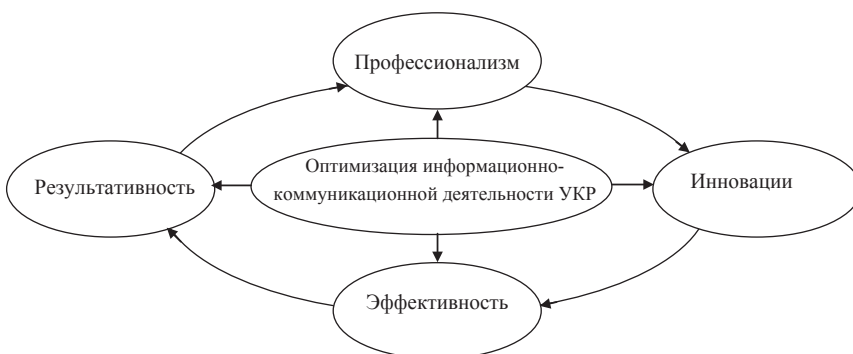 Профессионализм
Оптимизация информационно-
коммуникационной деятельности УКР
Результативность
Инновации
Эффективность